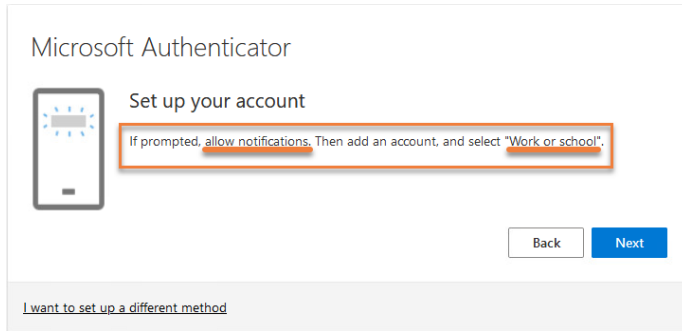 Microsoft Authenticator
Set up your account
If prompted, allow notifications. Then add an account, and select "Work or school".
Back
Next
I want to set up a different method